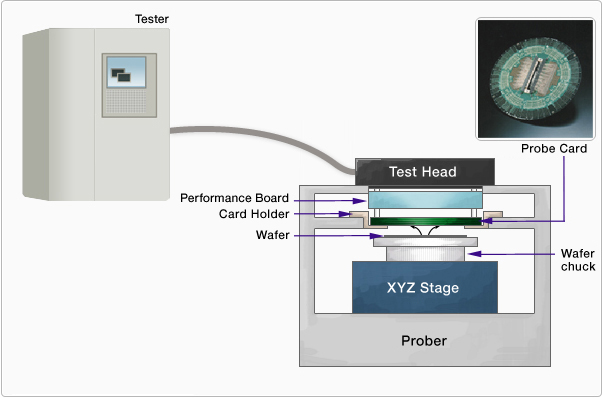 Tester
Probe Card
Test Head
Performance Board
Card Holder
Wafer
Wafer
chuck
XYZ Stage
Prober